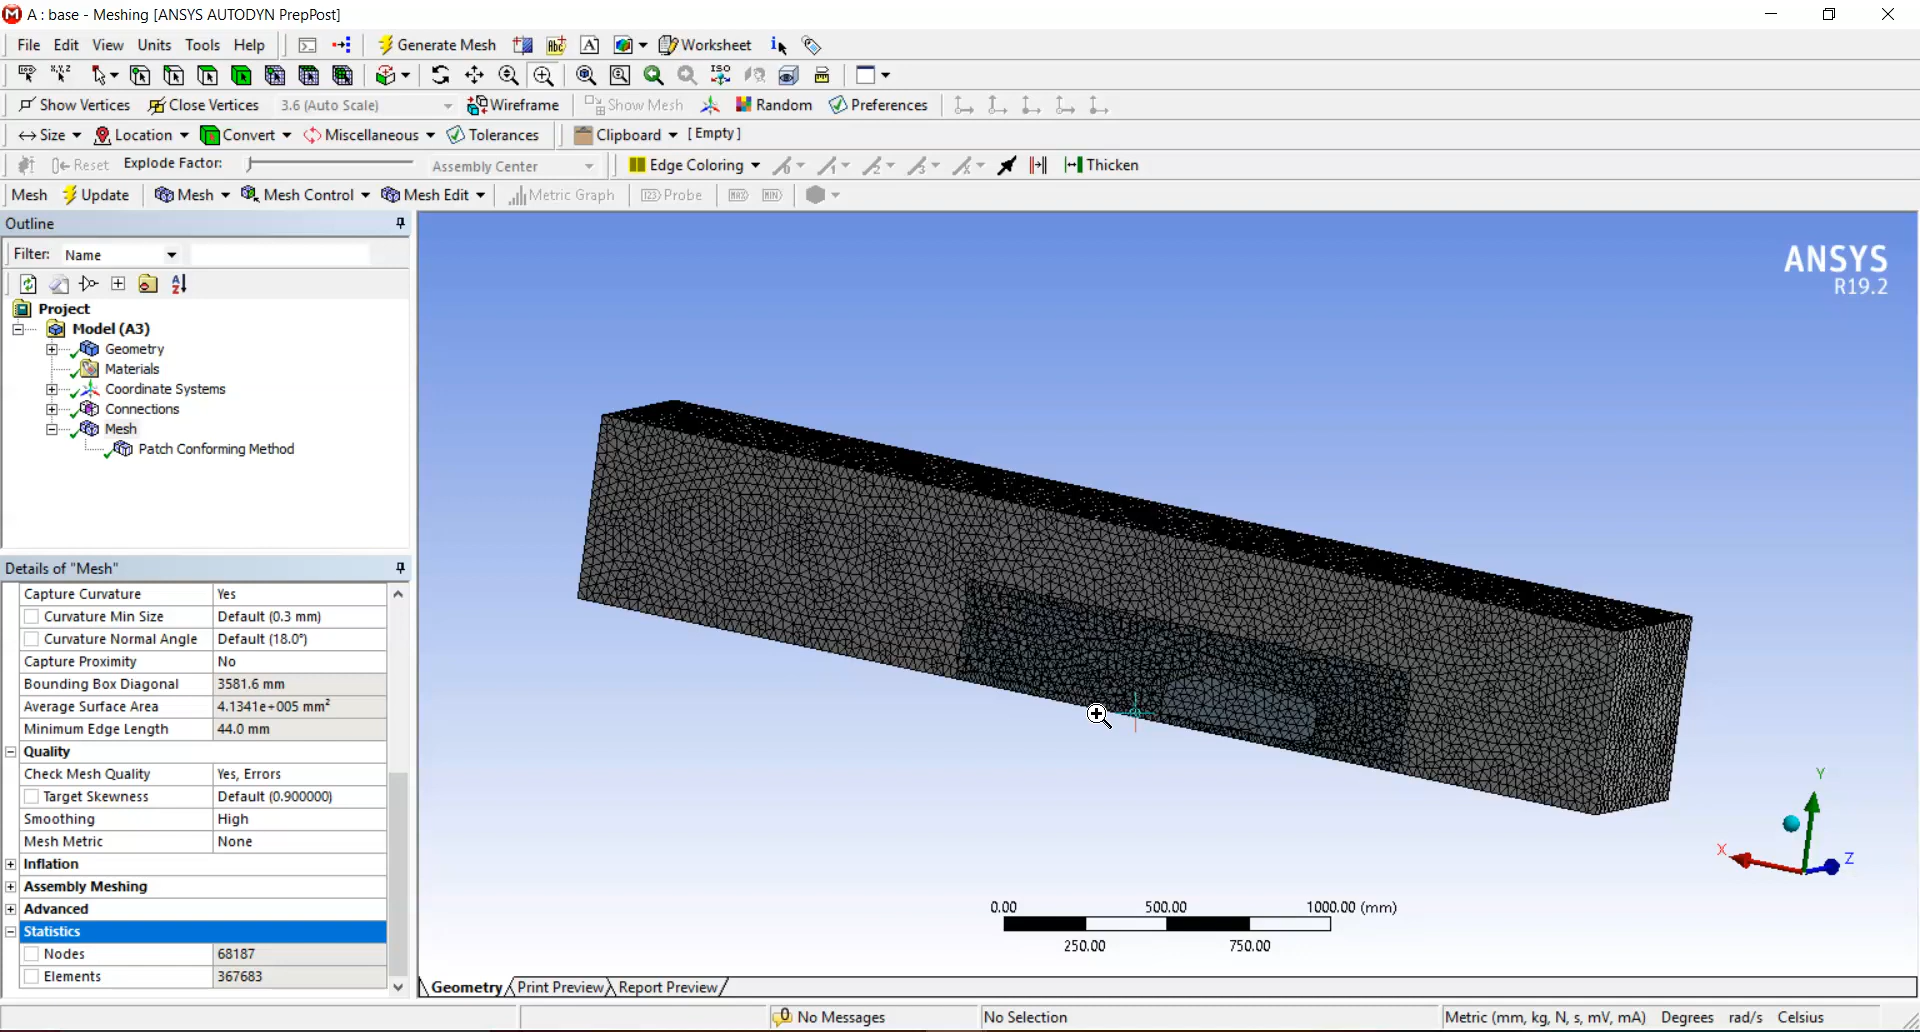 A : base - Meshing [ANSYS AUTODYN PrepPost]
File Edit View Units Tools Help Generate Mesh Abc A Worksheet i
ISO
Show Vertices Close Vertices 3.6 (Auto Scale) Wireframe Show Mesh Random Preferences
Size Location Convert Miscellaneous Tolerances Clipboard [ Empty ]
Reset Explode Factor: Assembly Center Edge Coloring Thicken
Mesh Update Mesh Mesh Control Mesh Edit Metric Graph Probe MAX MIN
Outline
Filter: Name
Project
Model (A3)
Geometry
Materials
Coordinate Systems
Connections
Mesh
Patch Conforming Method
Details of "Mesh"
Capture Curvature Yes
Curvature Min Size Default (0.3 mm)
Curvature Normal Angle Default (18.0°)
Capture Proximity No
Bounding Box Diagonal 3581.6 mm
Average Surface Area 4.1341e+005 mm²
Minimum Edge Length 44.0 mm
Quality
Check Mesh Quality Yes, Errors
Target Skewness Default (0.900000)
Smoothing High
Mesh Metric None
Inflation
Assembly Meshing
Advanced
Statistics
Nodes 68187
Elements 367683
ANSYS
R19.2
Y
X
Z
0.00 500.00 1000.00 (mm)
250.00 750.00
Geometry Print Preview Report Preview
0 No Messages No Selection Metric (mm, kg, N, s, mV, mA) Degrees rad/s Celsius